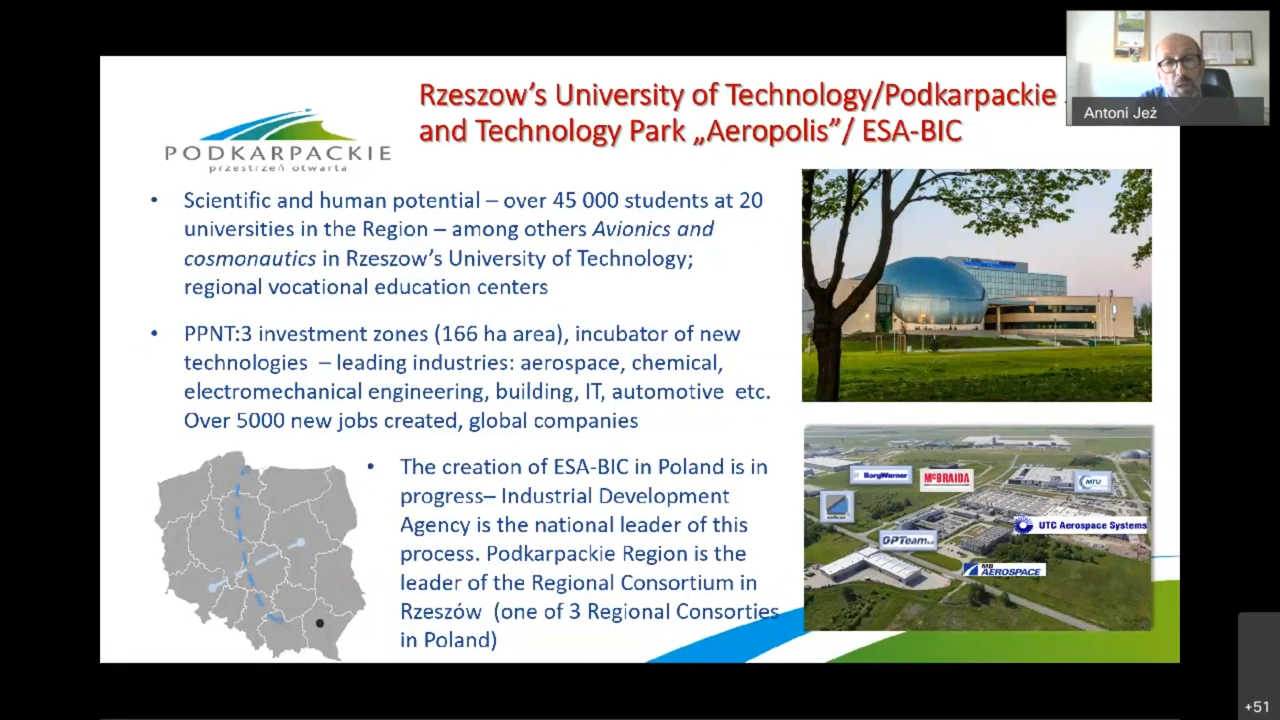 Rzeszow's University of Technology/Podkarpackie
and Technology Park „Aeropolis"/ ESA-BIC
Antoni Jeż
PODKARPACKIE
przestrzeń otwarta
• Scientific and human potential – over 45 000 students at 20
universities in the Region – among others Avionics and
cosmonautics in Rzeszow's University of Technology;
regional vocational education centers
• PPNT:3 investment zones (166 ha area), incubator of new
technologies – leading industries: aerospace, chemical,
electromechanical engineering, building, IT, automotive etc.
Over 5000 new jobs created, global companies
• The creation of ESA-BIC in Poland is in
progress– Industrial Development
Agency is the national leader of this
process. Podkarpackie Region is the
leader of the Regional Consortium in
Rzeszów (one of 3 Regional Consorties
in Poland)
BorgWarner
McBRAIDA
MTU
UTC Aerospace Systems
OPTeam
MB
AEROSPACE
+51